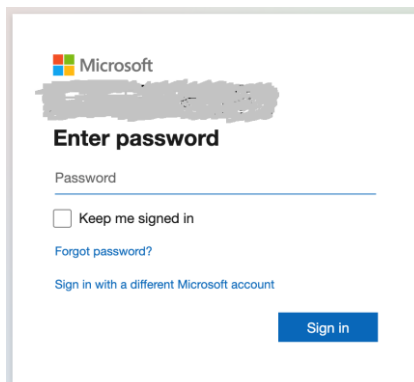 Microsoft
Enter password
Password
Keep me signed in
Forgot password?
Sign in with a different Microsoft account
Sign in